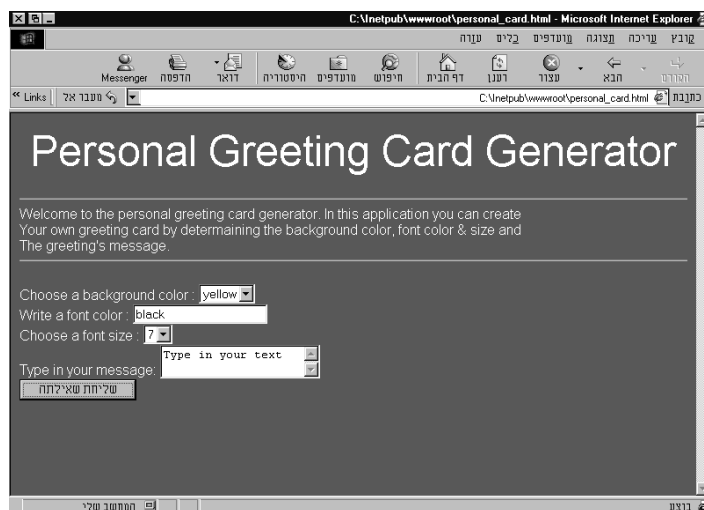 C:\Inetpub\wwwroot\personal_card.html - Microsoft Internet Explorer
קובץ עריכה תצוגה מועדפים כלים עזרה
הקודם הבא עצור רענן דף הבית חיפוש מועדפים היסטוריה דואר הדפסה Messenger
כתובת C:\Inetpub\wwwroot\personal_card.html מעבר אל Links «
Personal Greeting Card Generator
Welcome to the personal greeting card generator. In this application you can create
Your own greeting card by determaining the background color, font color & size and
The greeting's message.
Choose a background color : yellow
Write a font color : black
Choose a font size : 7
Type in your text
Type in your message:
שליחת שאילתה
בוצע המחשב שלי